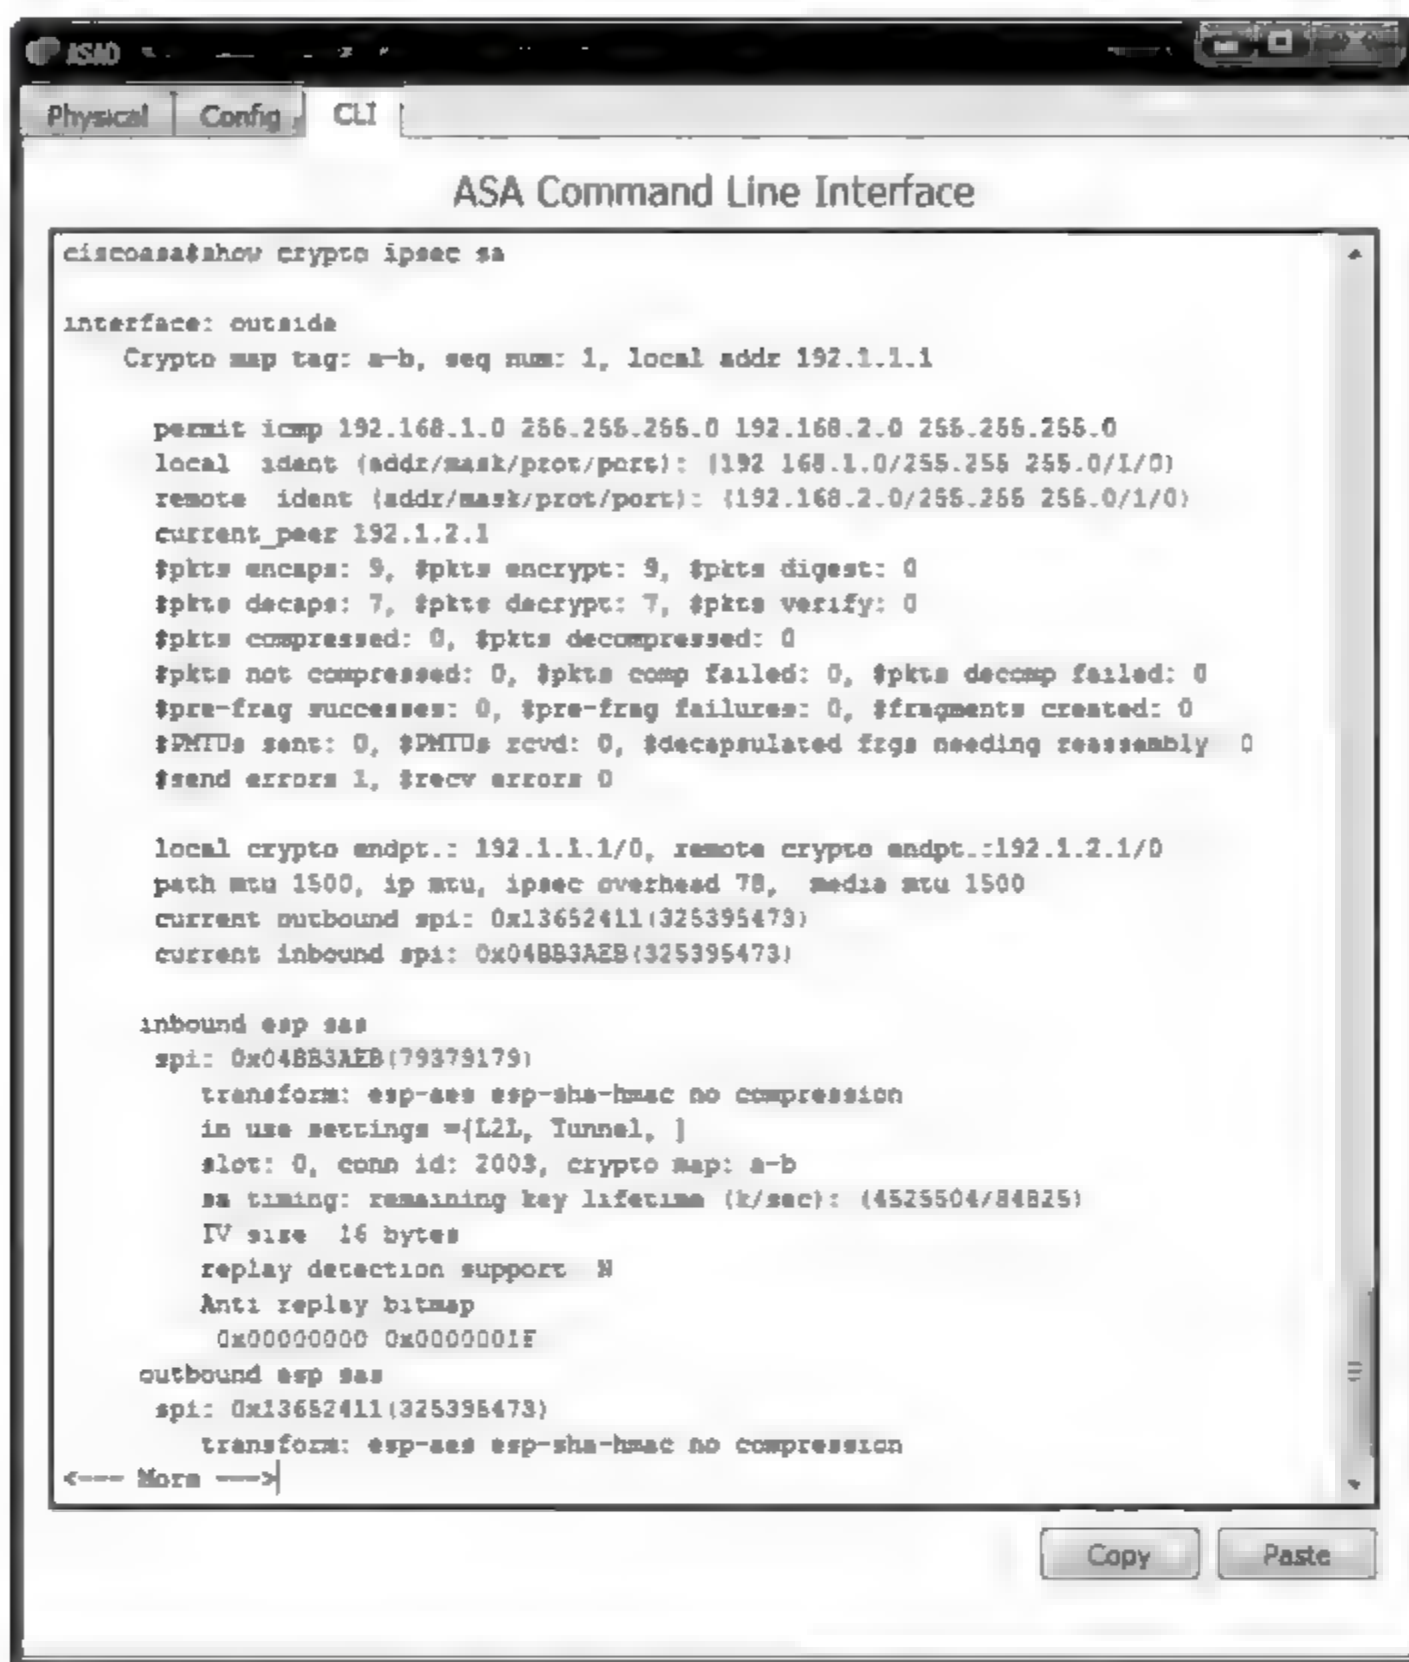 ASA0
Physical Config CLI
ASA Command Line Interface
ciscoasa#show crypto ipsec sa
interface: outside
Crypto map tag: a-b, seq num: 1, local addr 192.1.1.1
permit icmp 192.168.1.0 255.255.255.0 192.168.2.0 255.255.255.0
local ident (addr/mask/prot/port): (192.168.1.0/255.255.255.0/1/0)
remote ident (addr/mask/prot/port): (192.168.2.0/255.255.255.0/1/0)
current_peer 192.1.2.1
#pkts encaps: 9, #pkts encrypt: 9, #pkts digest: 0
#pkts decaps: 7, #pkts decrypt: 7, #pkts verify: 0
#pkts compressed: 0, #pkts decompressed: 0
#pkts not compressed: 0, #pkts comp failed: 0, #pkts decomp failed: 0
#pre-frag successes: 0, #pre-frag failures: 0, #fragments created: 0
#PMTUs sent: 0, #PMTUs rcvd: 0, #decapsulated frgs needing reassembly: 0
#send errors 1, #recv errors 0
local crypto endpt.: 192.1.1.1/0, remote crypto endpt.:192.1.2.1/0
path mtu 1500, ip mtu, ipsec overhead 78, media mtu 1500
current outbound spi: 0x13652411(325395473)
current inbound spi: 0x04BB3AEB(325395473)
inbound esp sas
spi: 0x04BB3AEB(79379179)
transform: esp-aes esp-sha-hmac no compression
in use settings ={L2L, Tunnel, }
slot: 0, conn id: 2003, crypto map: a-b
sa timing: remaining key lifetime (k/sec): (4525504/84825)
IV size: 16 bytes
replay detection support: N
Anti replay bitmap
0x00000000 0x0000001F
outbound esp sas
spi: 0x13652411(325395473)
transform: esp-aes esp-sha-hmac no compression
<--- More --->
Copy Paste